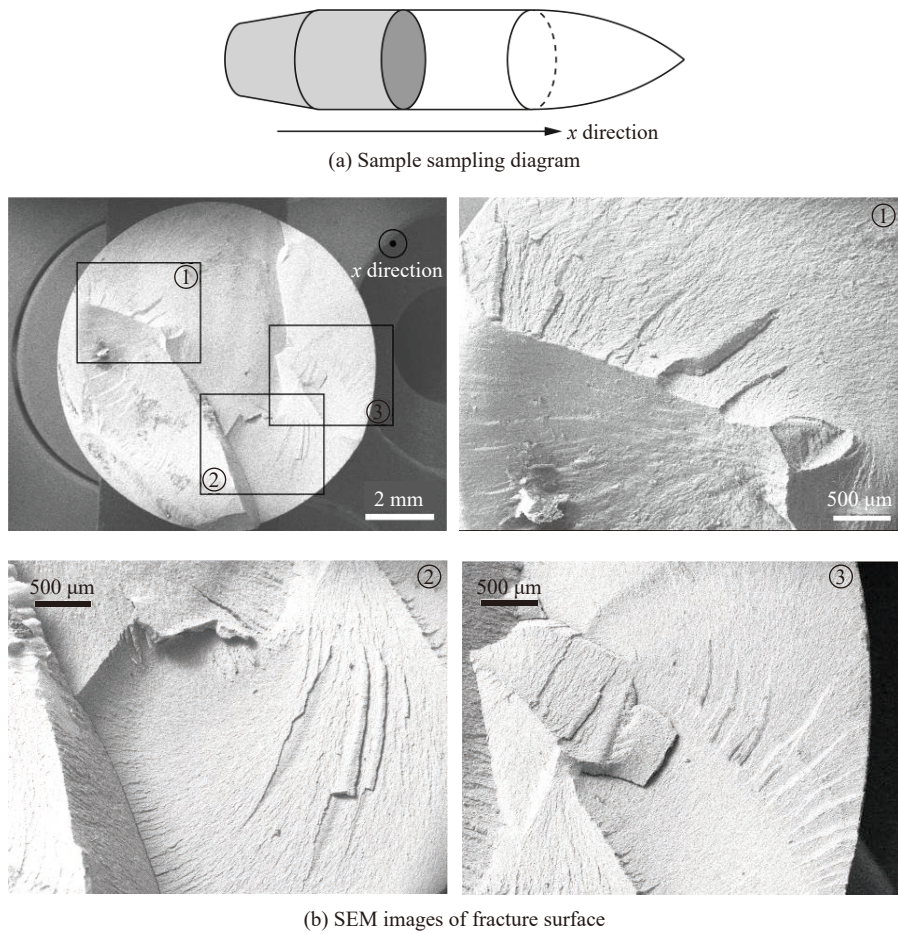 x direction
(a) Sample sampling diagram
①
x direction
③
②
2 mm
①
500 μm
500 μm
②
500 μm
③
(b) SEM images of fracture surface